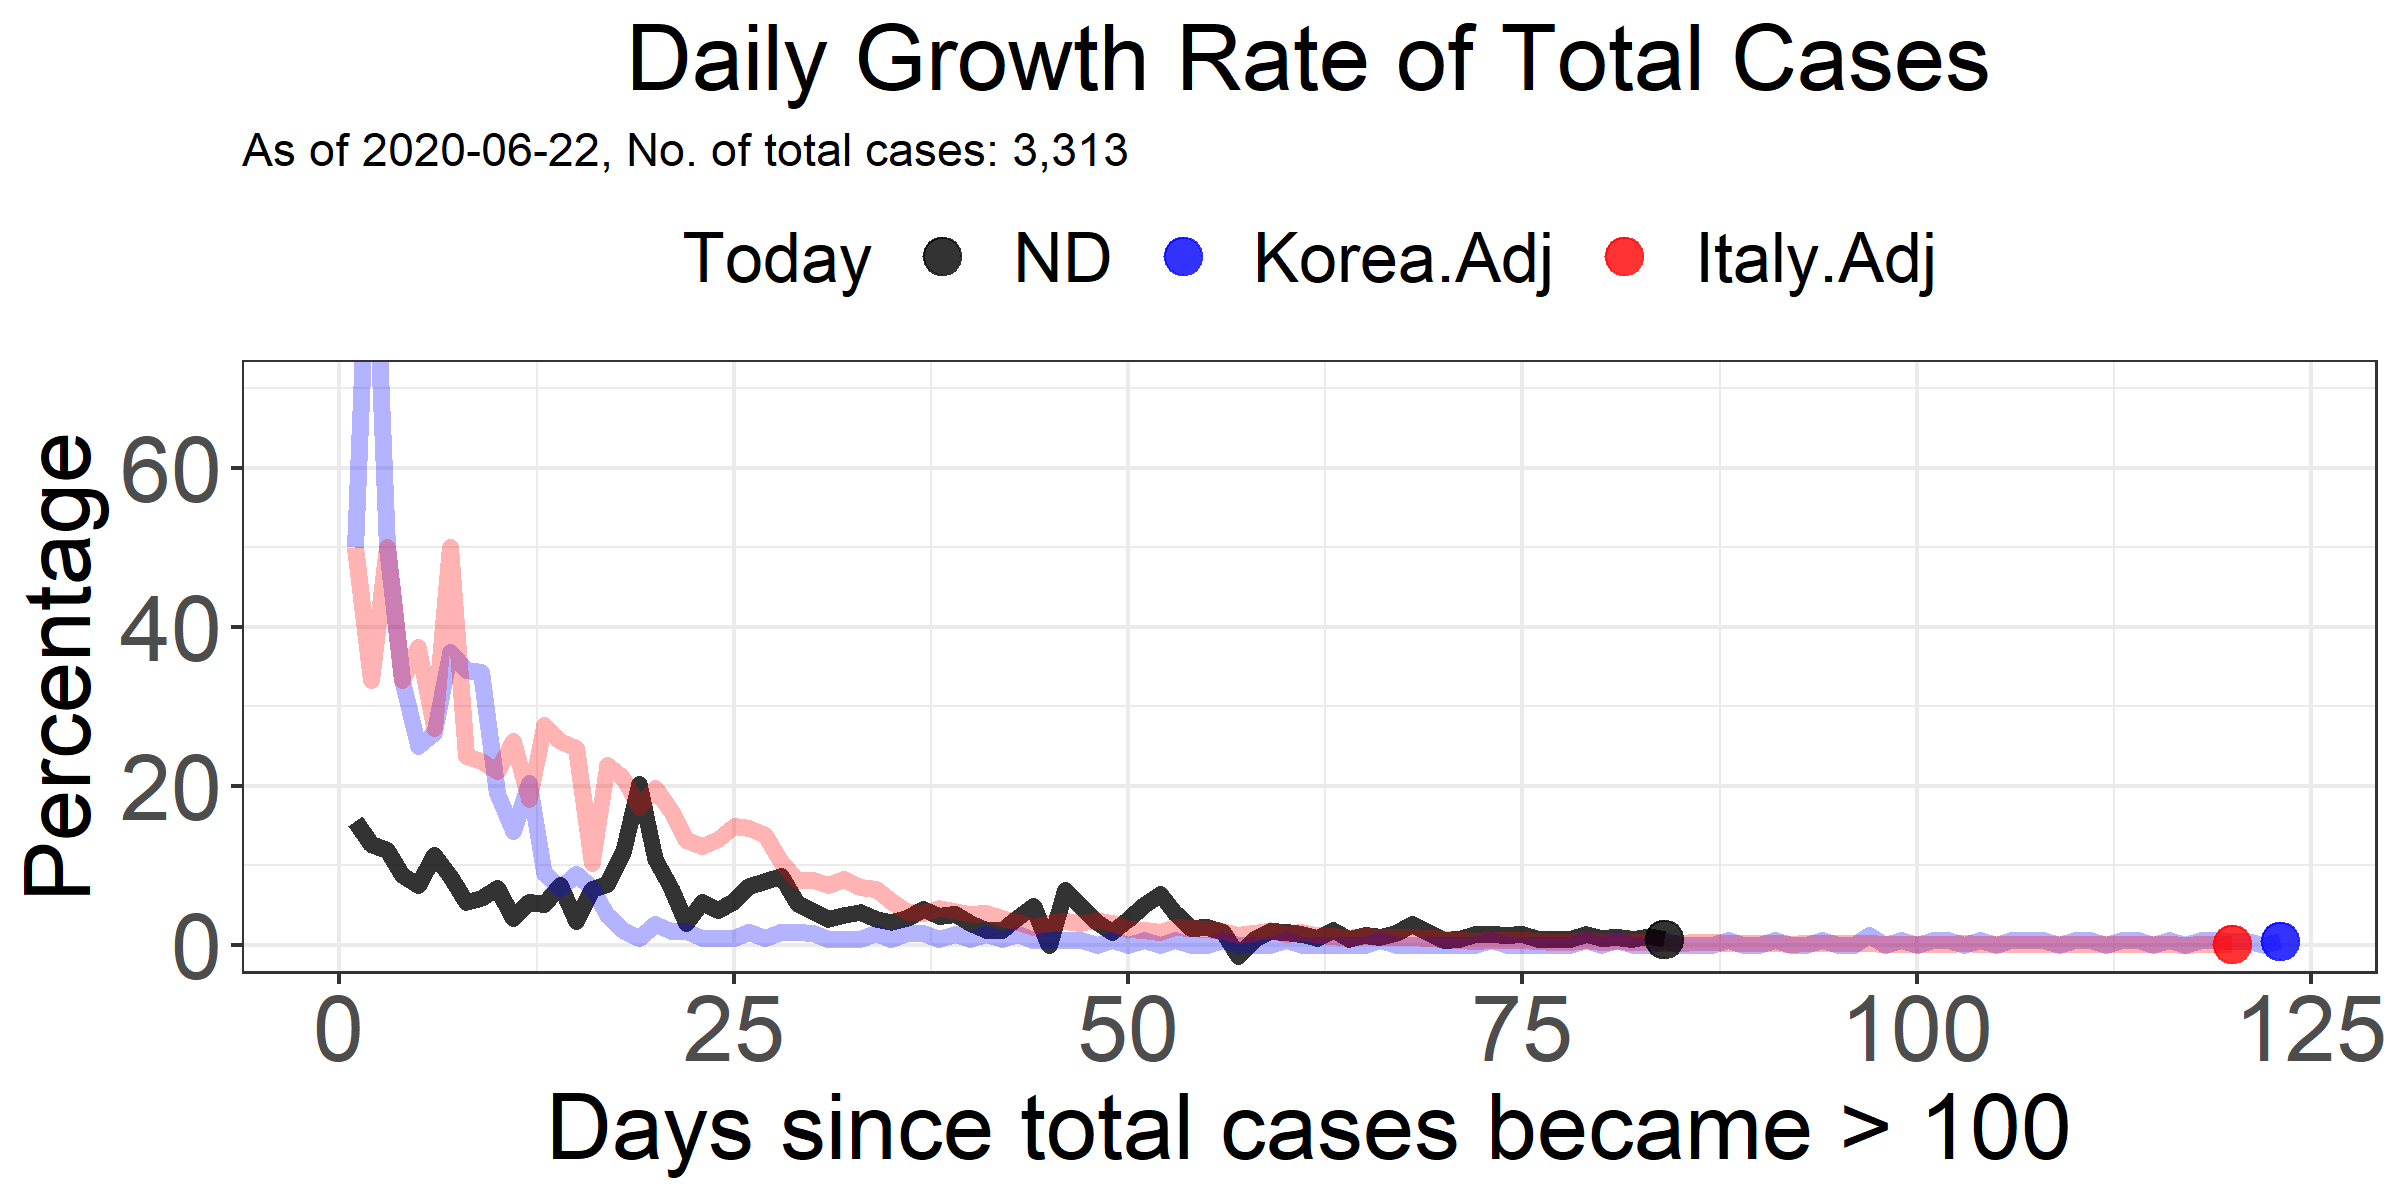 Daily Growth Rate of Total Cases
As of 2020-06-22, No. of total cases: 3,313
Today ND Korea.Adj Italy.Adj
Percentage
60
40
20
0
0 25 50 75 100 125
Days since total cases became > 100